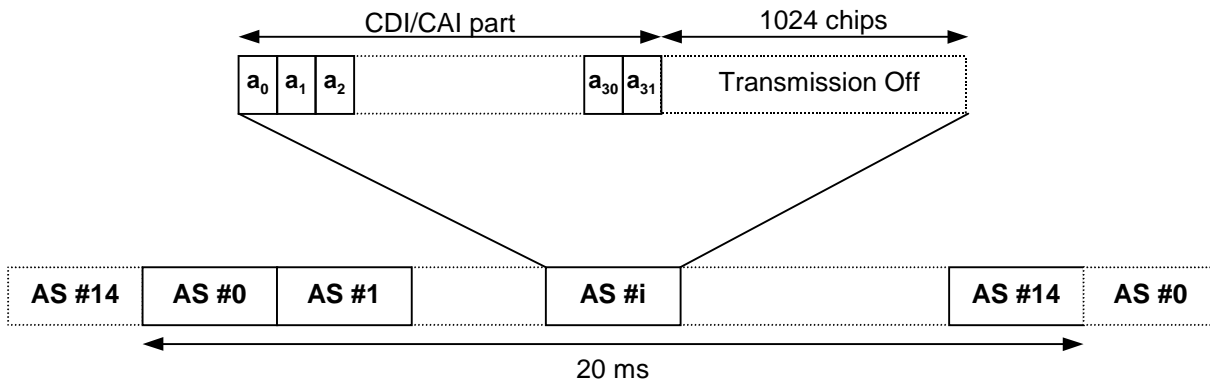 CDI/CAI part 1024 chips
a0 a1 a2 a30 a31 Transmission Off
AS #14 AS #0 AS #1 AS #i AS #14 AS #0
20 ms